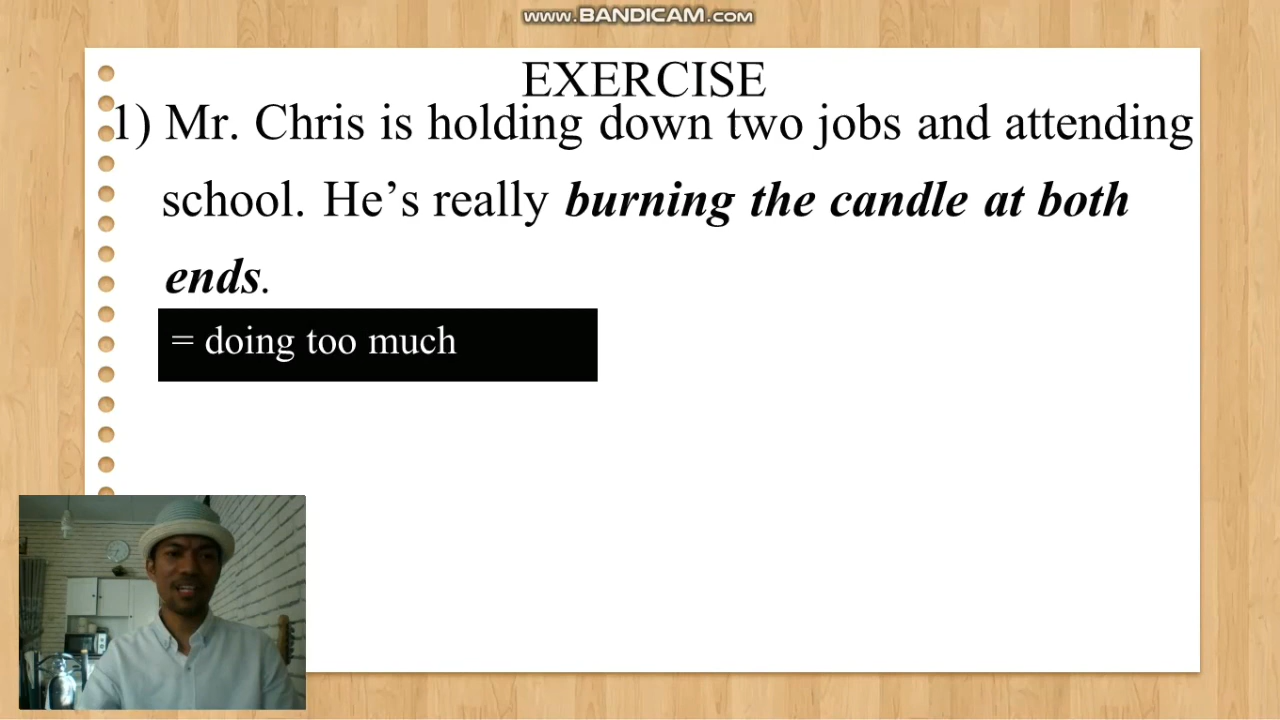 www.BANDICAM.com
EXERCISE
1) Mr. Chris is holding down two jobs and attending
school. He’s really burning the candle at both
ends.
= doing too much